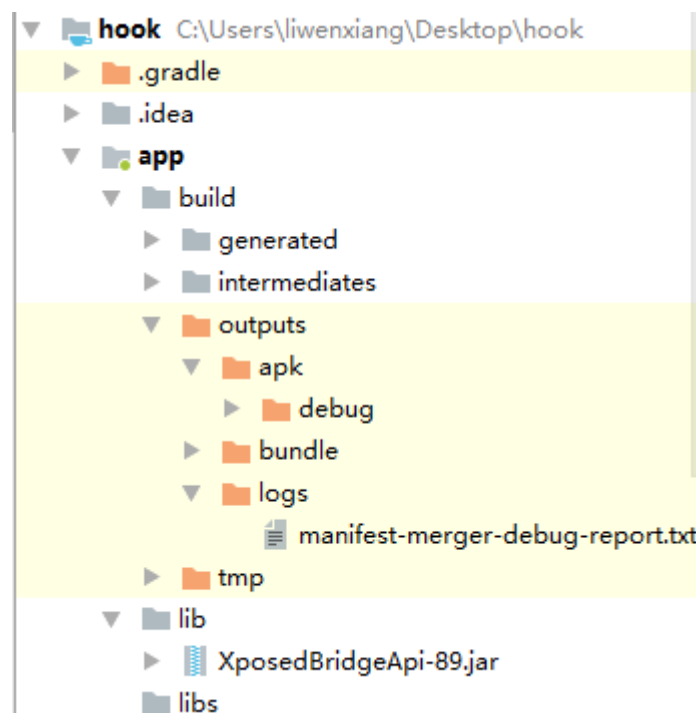 hook C:\Users\liwenxiang\Desktop\hook
.gradle
.idea
app
build
generated
intermediates
outputs
apk
debug
bundle
logs
manifest-merger-debug-report.txt
tmp
lib
XposedBridgeApi-89.jar
libs